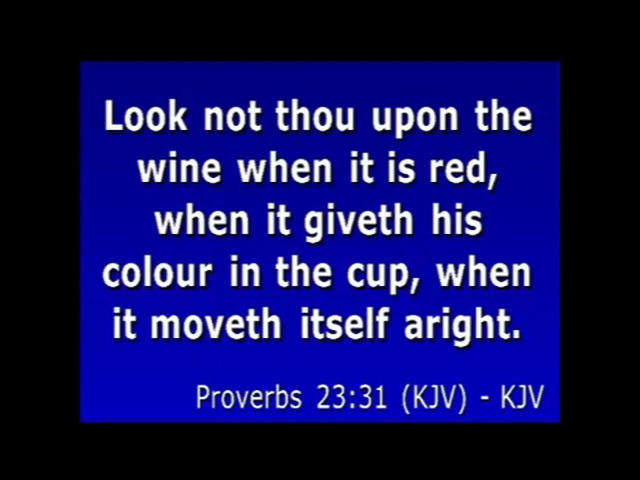 Look not thou upon the
wine when it is red,
when it giveth his
colour in the cup, when
it moveth itself aright.
Proverbs 23:31 (KJV) - KJV